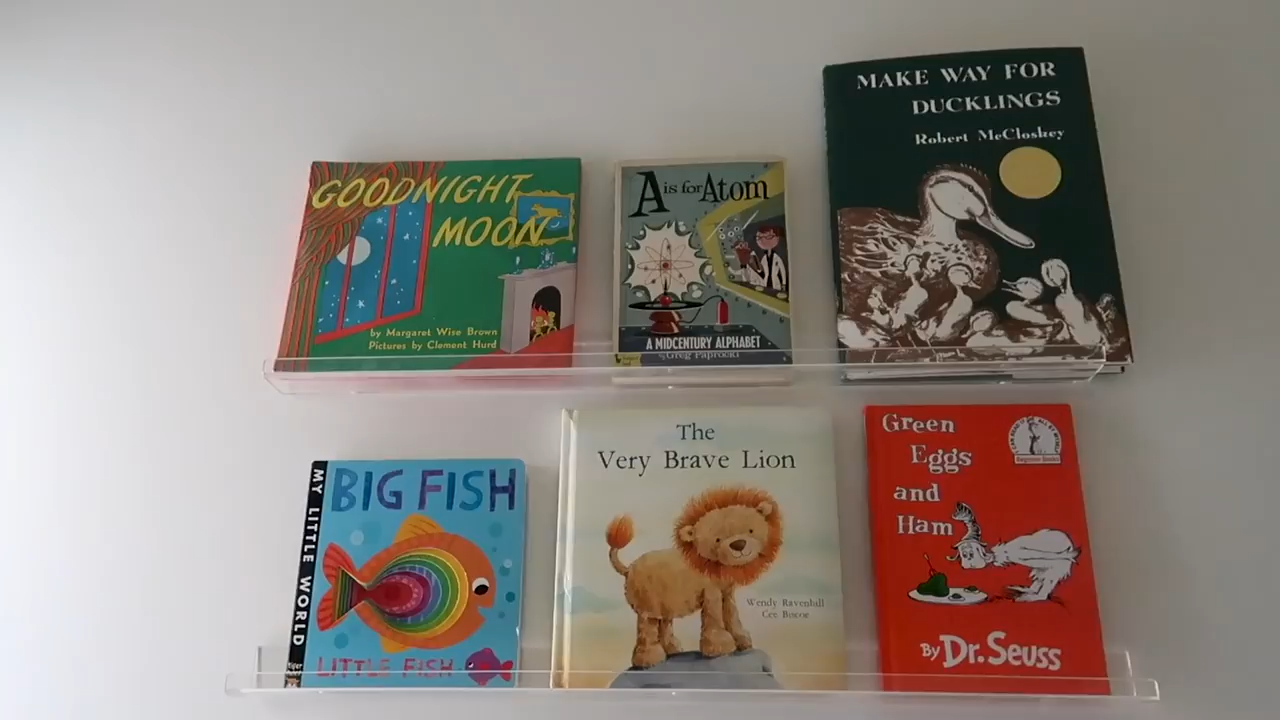 GOODNIGHT
MOON
by Margaret Wise Brown
Pictures by Clement Hurd
A is for Atom
A MIDCENTURY ALPHABET
by Greg Paprocki
MAKE WAY FOR
DUCKLINGS
Robert McCloskey
MY LITTLE WORLD
BIG FISH
LITTLE FISH
The
Very Brave Lion
Wendy Ravenhill
Cee Biscoe
Green
Eggs
and
Ham
By Dr. Seuss